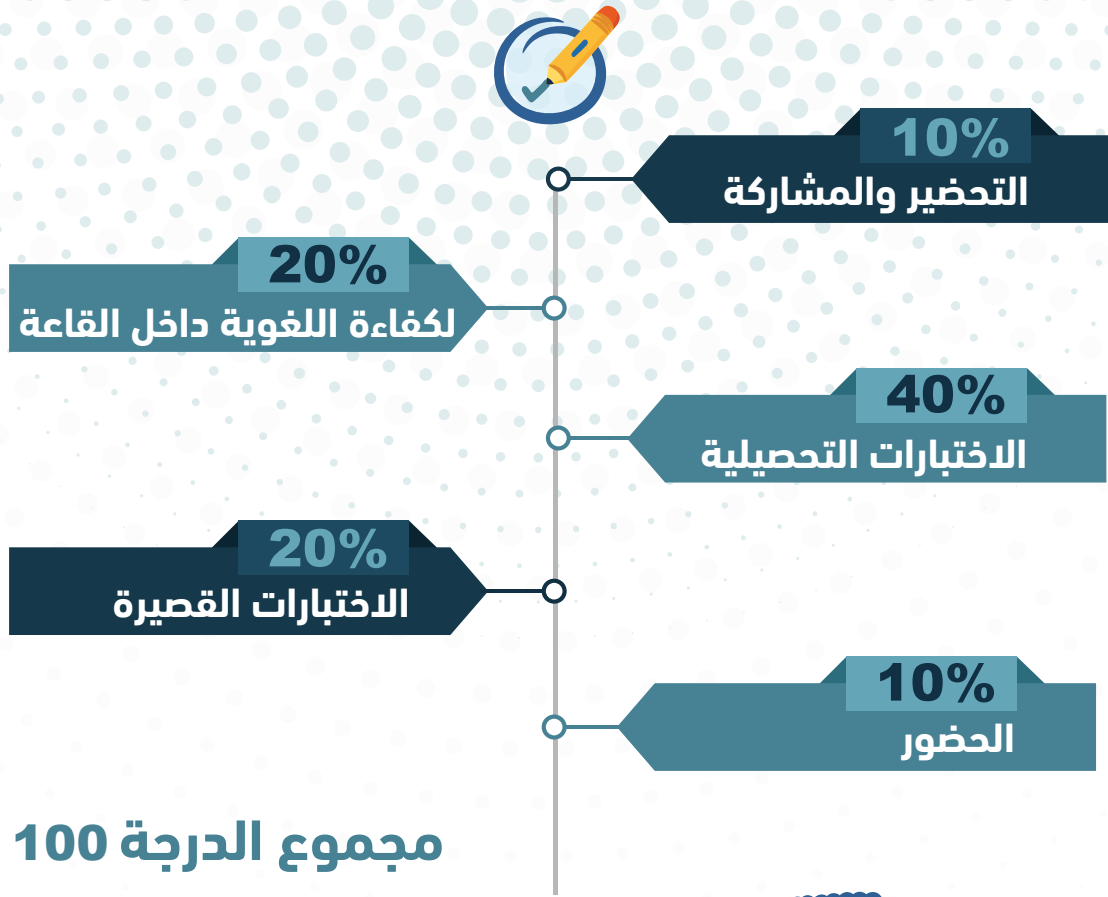 10%
التحضير والمشاركة
20%
لكفاءة اللغوية داخل القاعة
40%
الاختبارات التحصيلية
20%
الاختبارات القصيرة
10%
الحضور
مجموع الدرجة 100